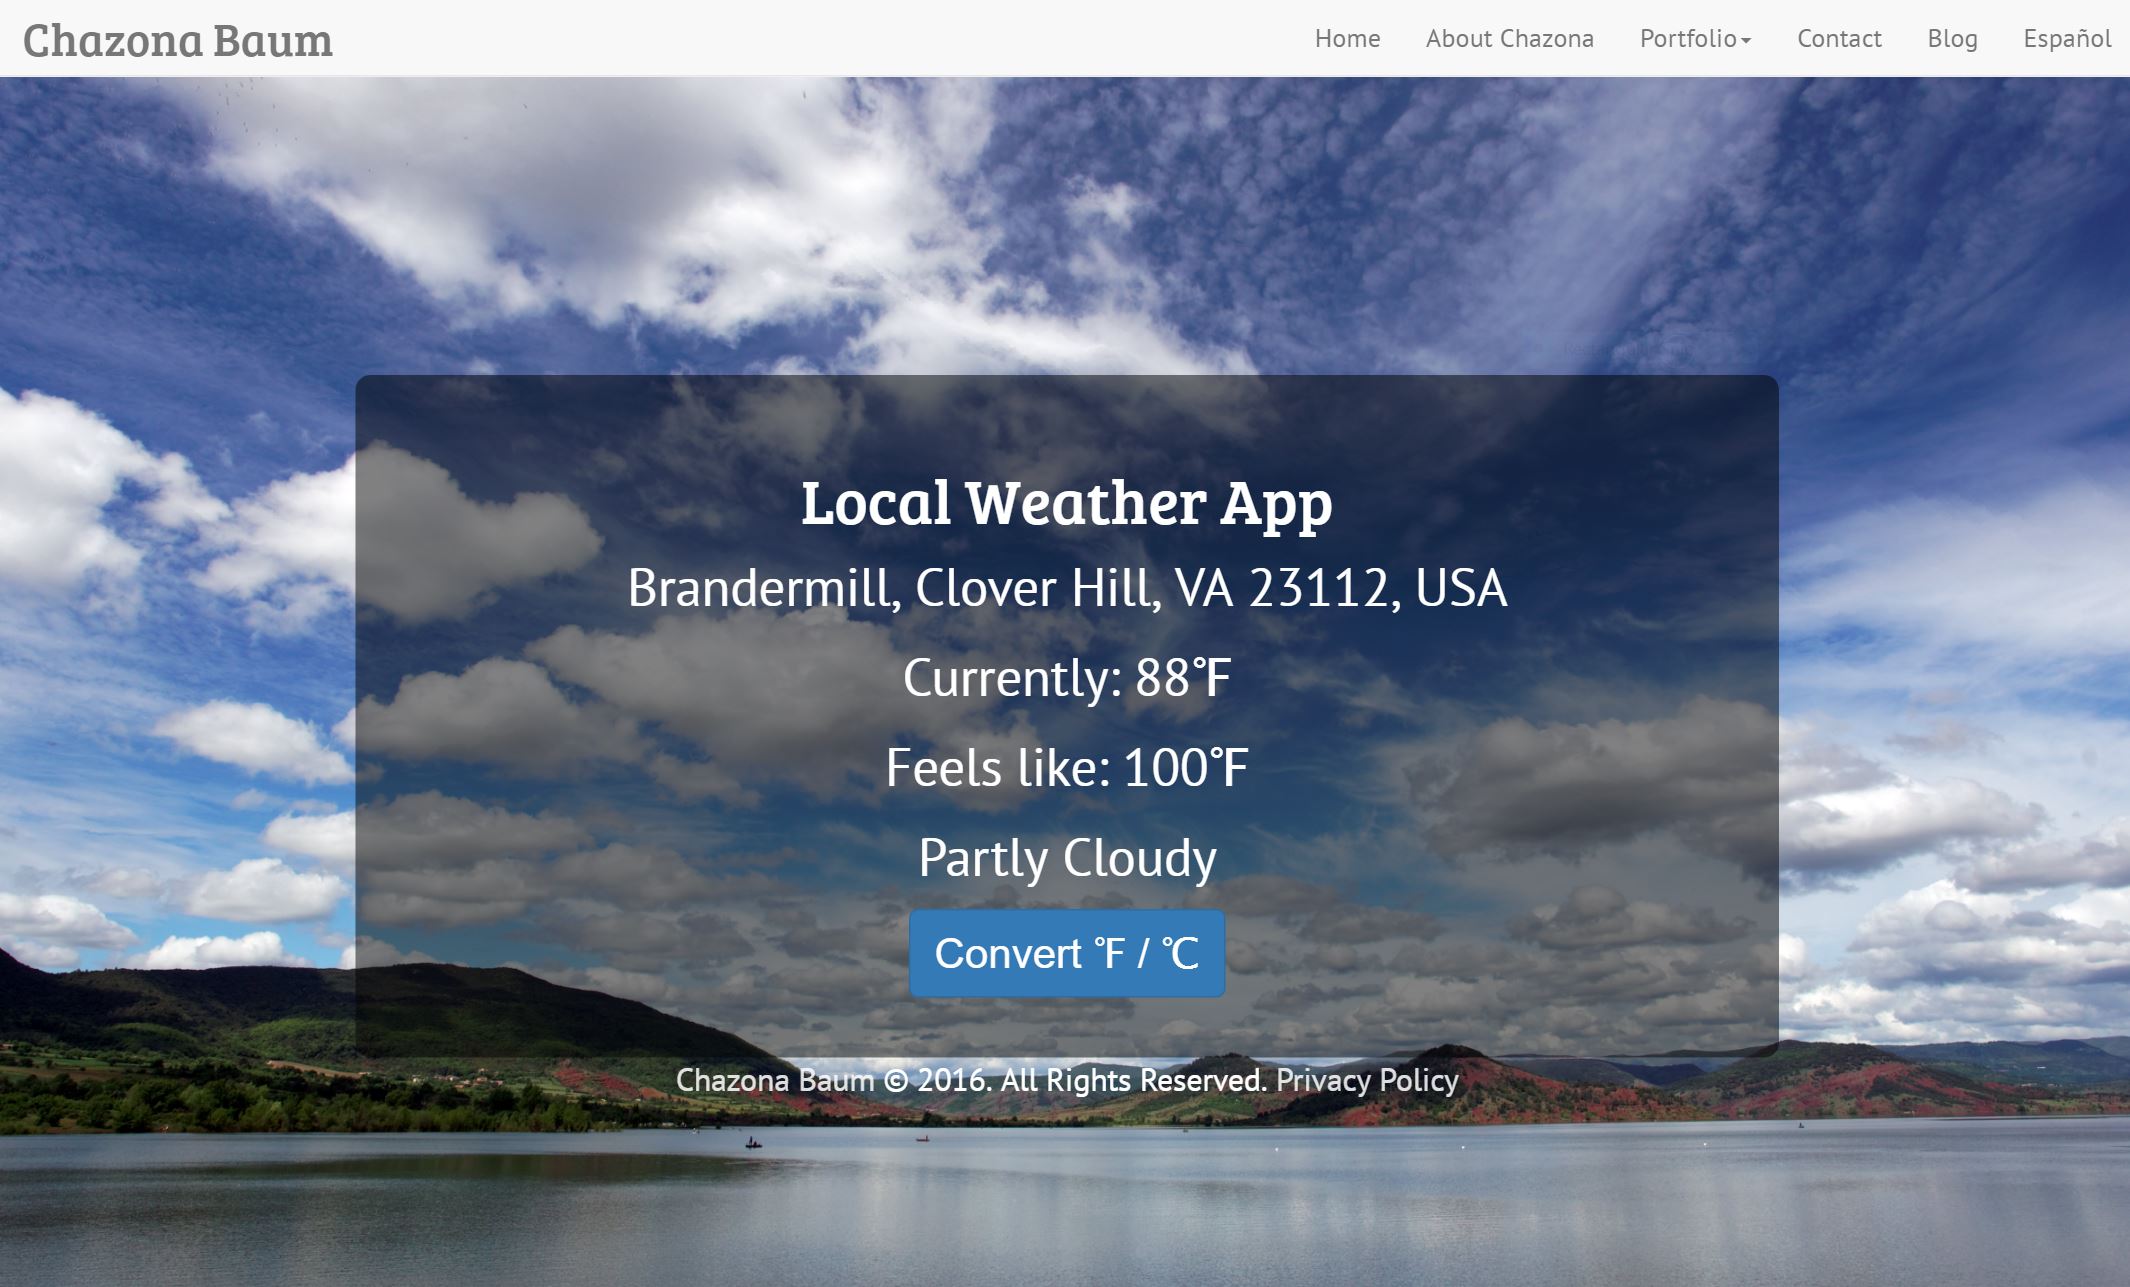 Chazona Baum
Home About Chazona Portfolio Contact Blog Español
Local Weather App
Brandermill, Clover Hill, VA 23112, USA
Currently: 88℉
Feels like: 100℉
Partly Cloudy
Convert ℉ / ℃
Chazona Baum © 2016. All Rights Reserved. Privacy Policy